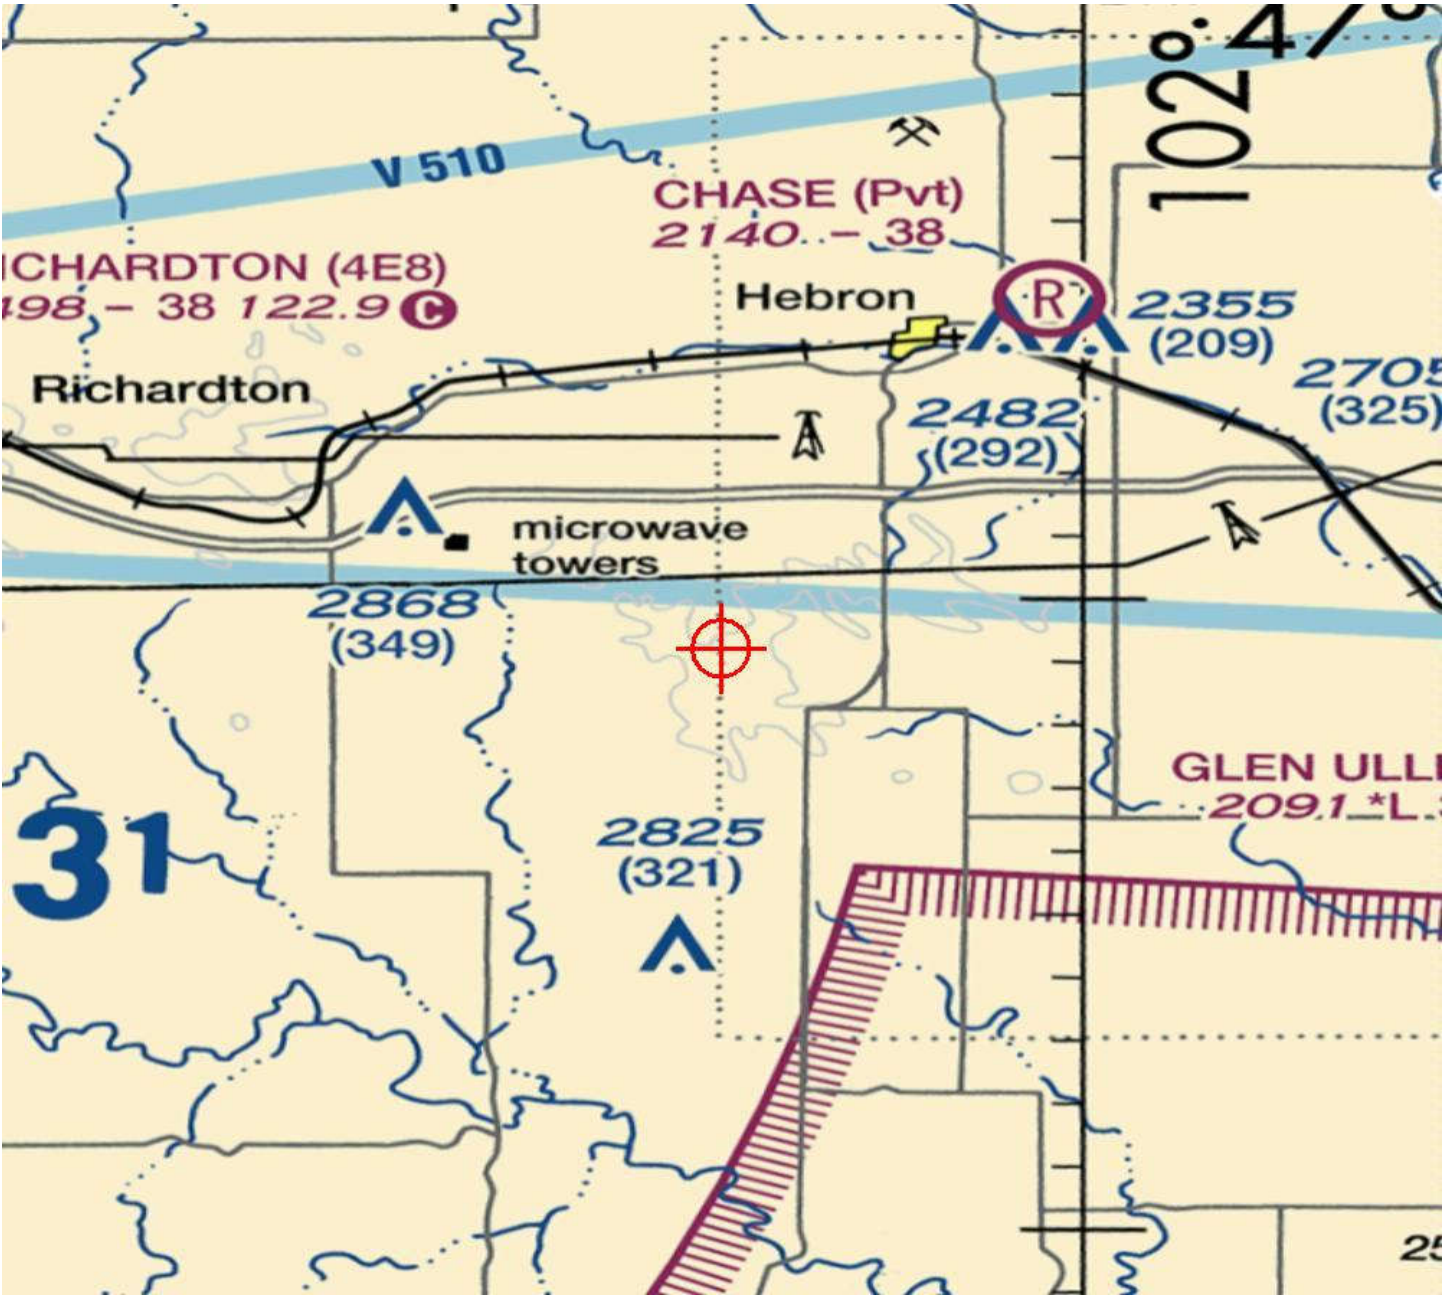 102°
47°
V 510
CHASE (Pvt)
2140 - 38
ICHARDTON (4E8)
498 - 38 122.9 C
Hebron
R
2355
(209)
Richardton
2705
(325)
2482
(292)
microwave
towers
2868
(349)
GLEN ULLI
2091 *L
31
2825
(321)
25